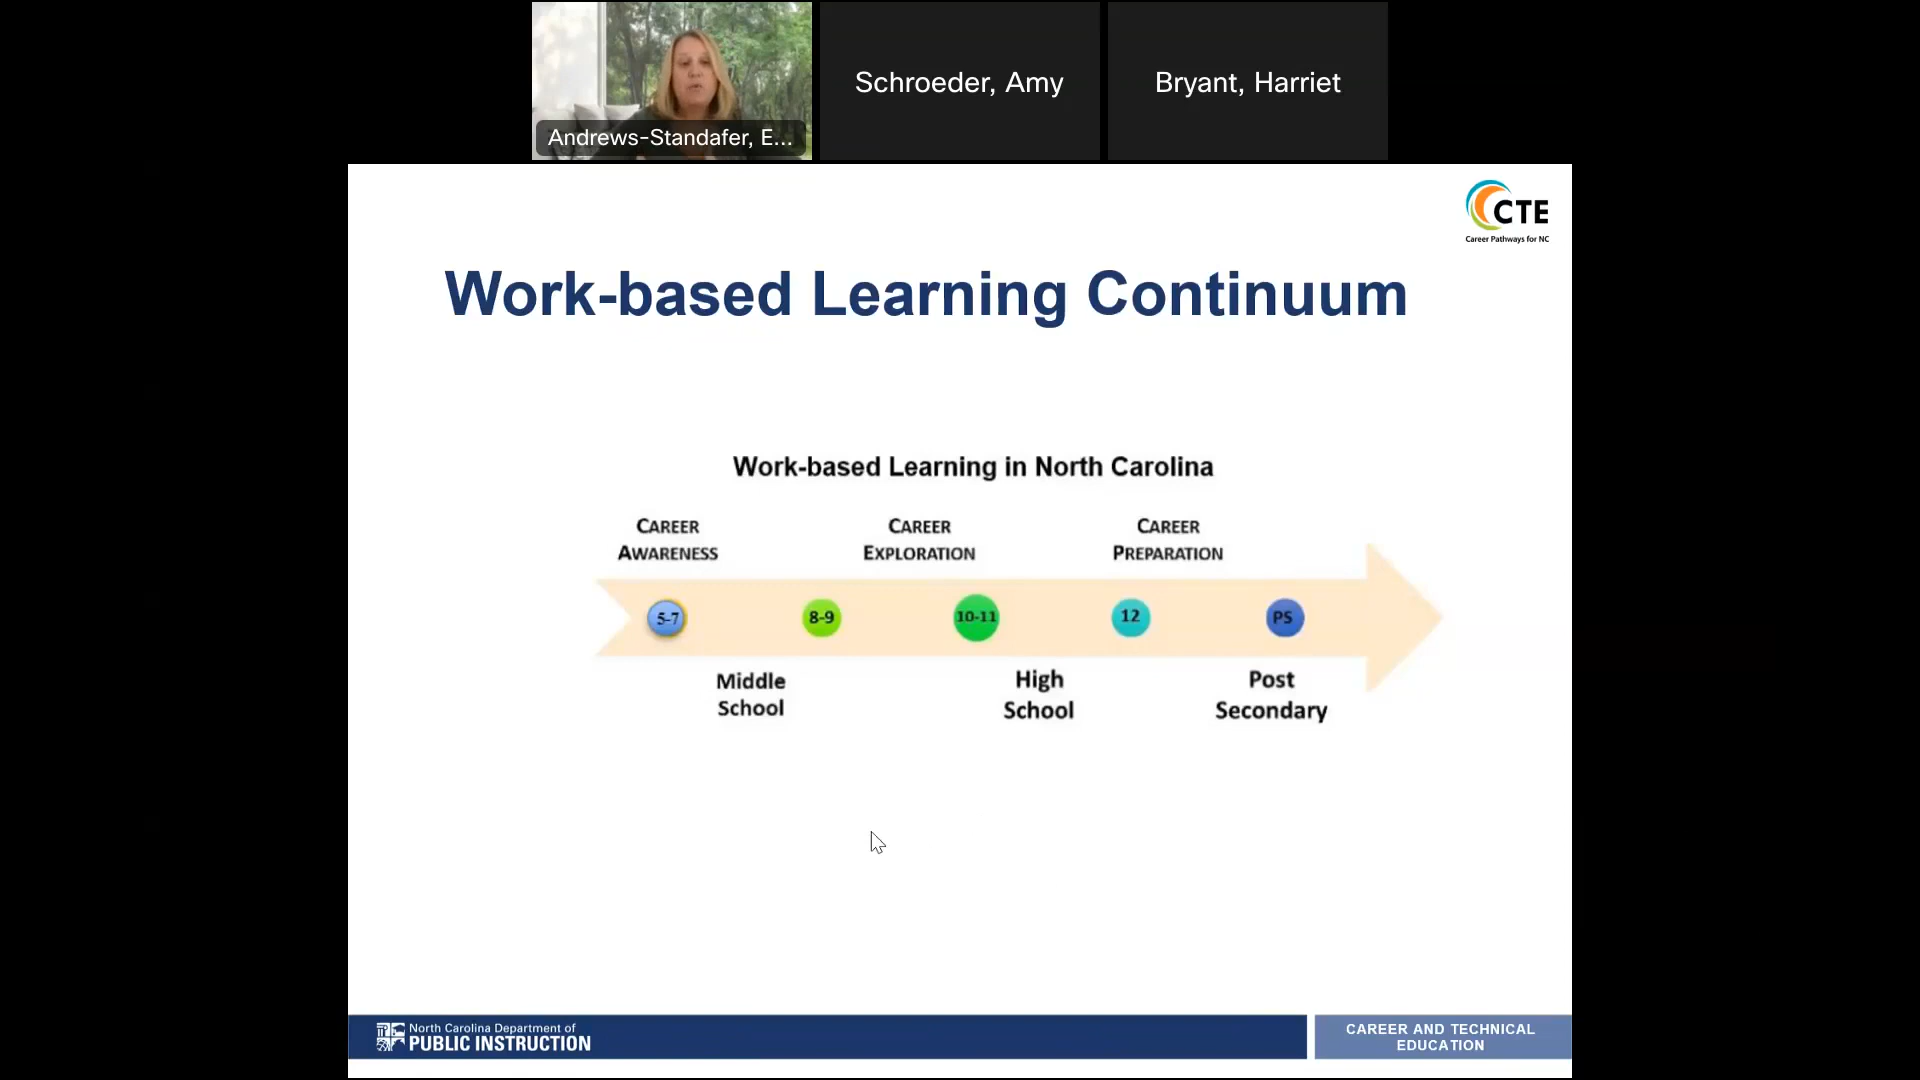 Andrews-Standafer, E...
Schroeder, Amy
Bryant, Harriet
CTE
Career Pathways for NC
Work-based Learning Continuum
Work-based Learning in North Carolina
CAREER
AWARENESS
CAREER
EXPLORATION
CAREER
PREPARATION
5-7
8-9
10-11
12
PS
Middle
School
High
School
Post
Secondary
North Carolina Department of
PUBLIC INSTRUCTION
CAREER AND TECHNICAL
EDUCATION